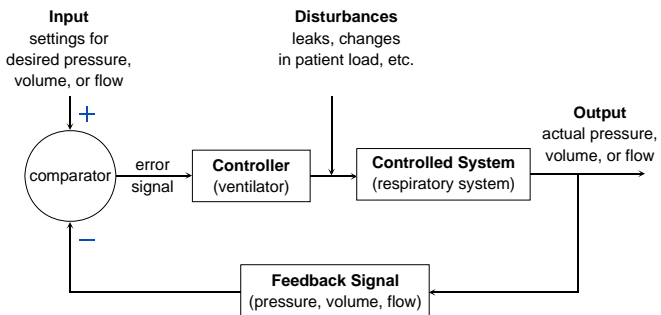 Input
settings for
desired pressure,
volume, or flow
Disturbances
leaks, changes
in patient load, etc.
+
comparator
error
signal
Controller
(ventilator)
Controlled System
(respiratory system)
Output
actual pressure,
volume, or flow
−
Feedback Signal
(pressure, volume, flow)